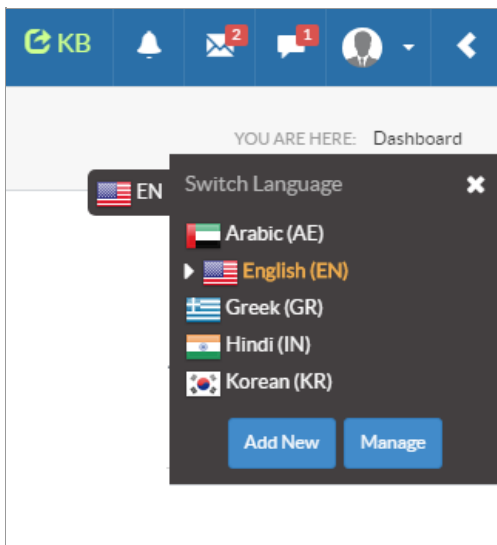 KB
2
1
YOU ARE HERE: Dashboard
EN
Switch Language
Arabic (AE)
English (EN)
Greek (GR)
Hindi (IN)
Korean (KR)
Add New Manage